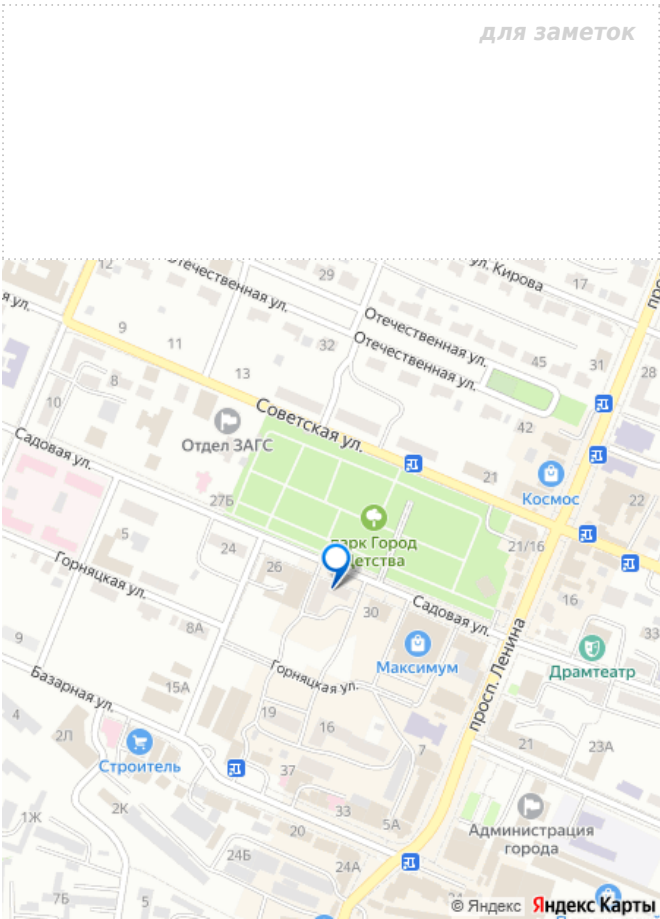 для заметок
12
Отечественная ул.
29
ул. Кирова
17
я ул.
9
11
32
Отечественная ул.
Отечественная ул.
45
31
28
13
8
10
Советская ул.
42
Отдел ЗАГС
Садовая ул.
21
Космос
22
27Б
парк Город
Детства
21/16
5
24
26
Горняцкая ул.
16
30
Садовая ул.
33
8А
9
Максимум
просп. Ленина
Драмтеатр
Горняцкая ул.
Базарная ул.
15А
4
19
16
2Л
7
21
23А
Строитель
37
2К
33
1Ж
5А
20
Администрация
города
24Б
24А
7Б
5
© Яндекс Яндекс Карты